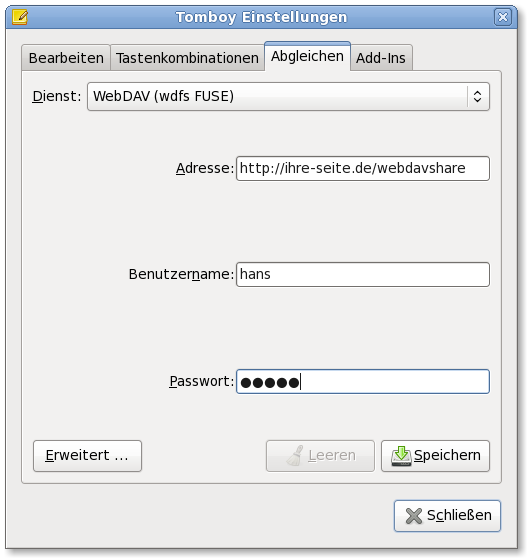 Tomboy Einstellungen
Bearbeiten Tastenkombinationen Abgleichen Add-Ins
Dienst: WebDAV (wdfs FUSE)
Adresse: http://ihre-seite.de/webdavshare
Benutzername: hans
Passwort: ●●●●●
Erweitert ... Leeren Speichern
Schließen